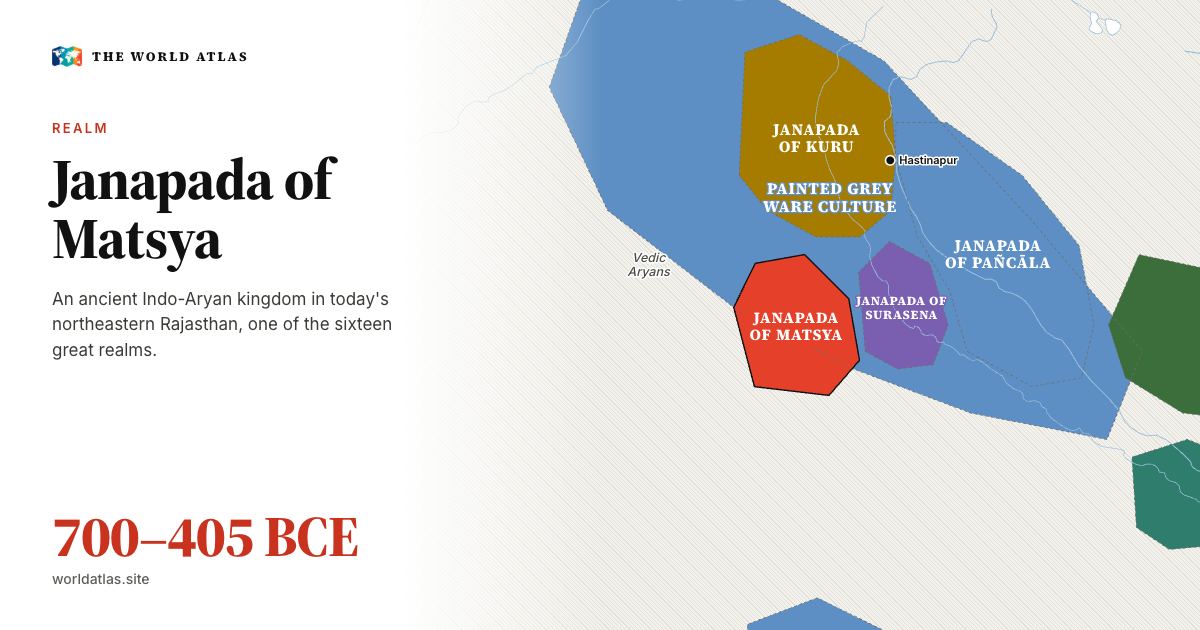 THE WORLD ATLAS
REALM
Janapada of
Matsya
An ancient Indo-Aryan kingdom in today's
northeastern Rajasthan, one of the sixteen
great realms.
700–405 BCE
worldatlas.site
JANAPADA
OF KURU
Hastinapur
PAINTED GREY
WARE CULTURE
JANAPADA
OF PAÑCĀLA
Vedic
Aryans
JANAPADA OF
SURASENA
JANAPADA
OF MATSYA